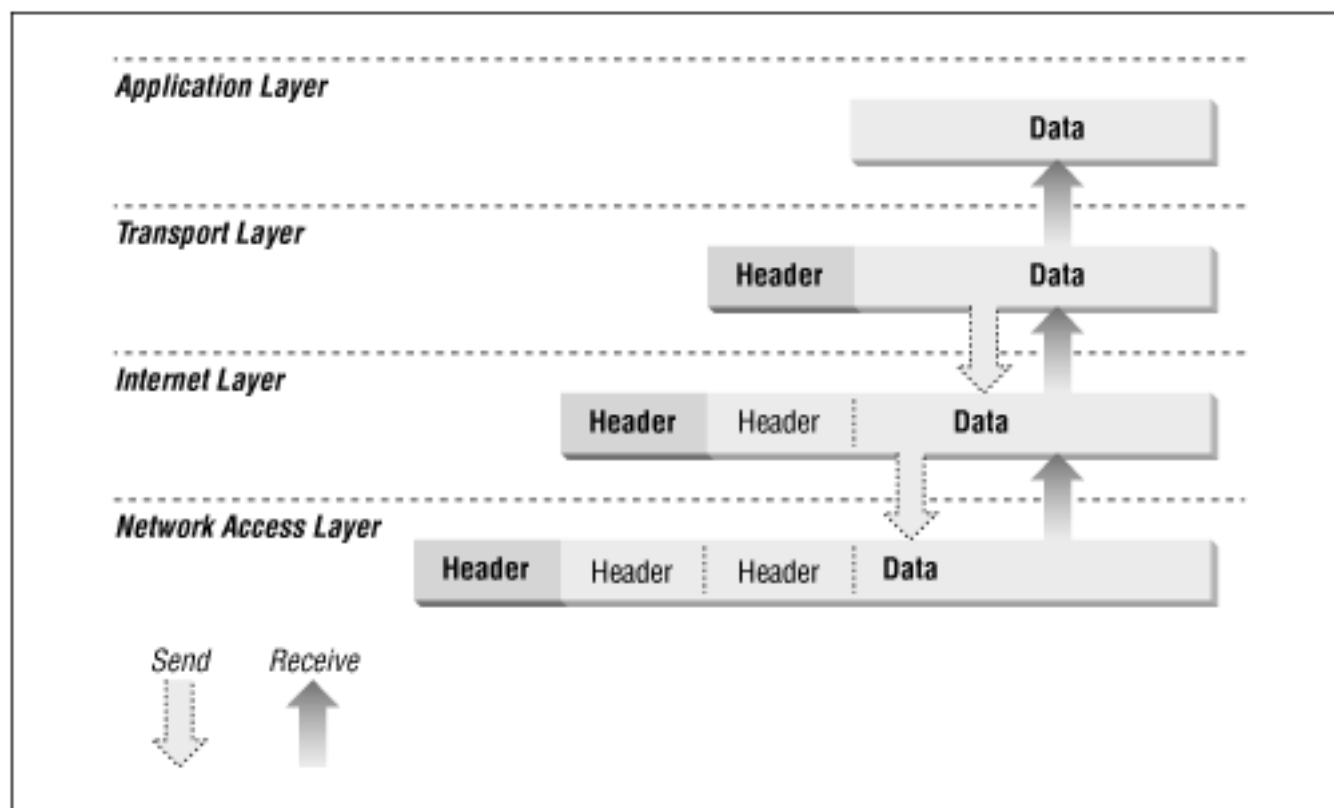 Application Layer
Data
Transport Layer
Header Data
Internet Layer
Header Header Data
Network Access Layer
Header Header Header Data
Send Receive